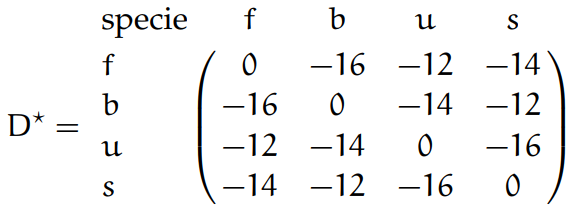 specie f b u s
f 0 −16 −12 −14
b −16 0 −14 −12
D⋆ =
u −12 −14 0 −16
s −14 −12 −16 0